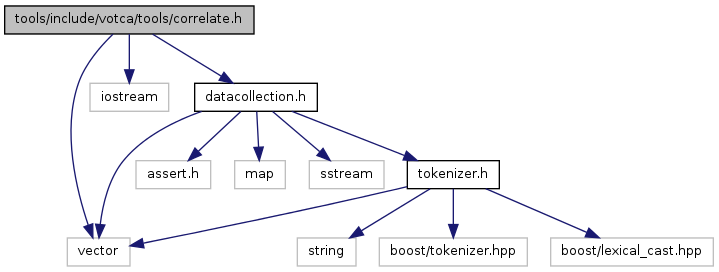 tools/include/votca/tools/correlate.h
iostream
datacollection.h
assert.h
map
sstream
tokenizer.h
vector
string
boost/tokenizer.hpp
boost/lexical_cast.hpp